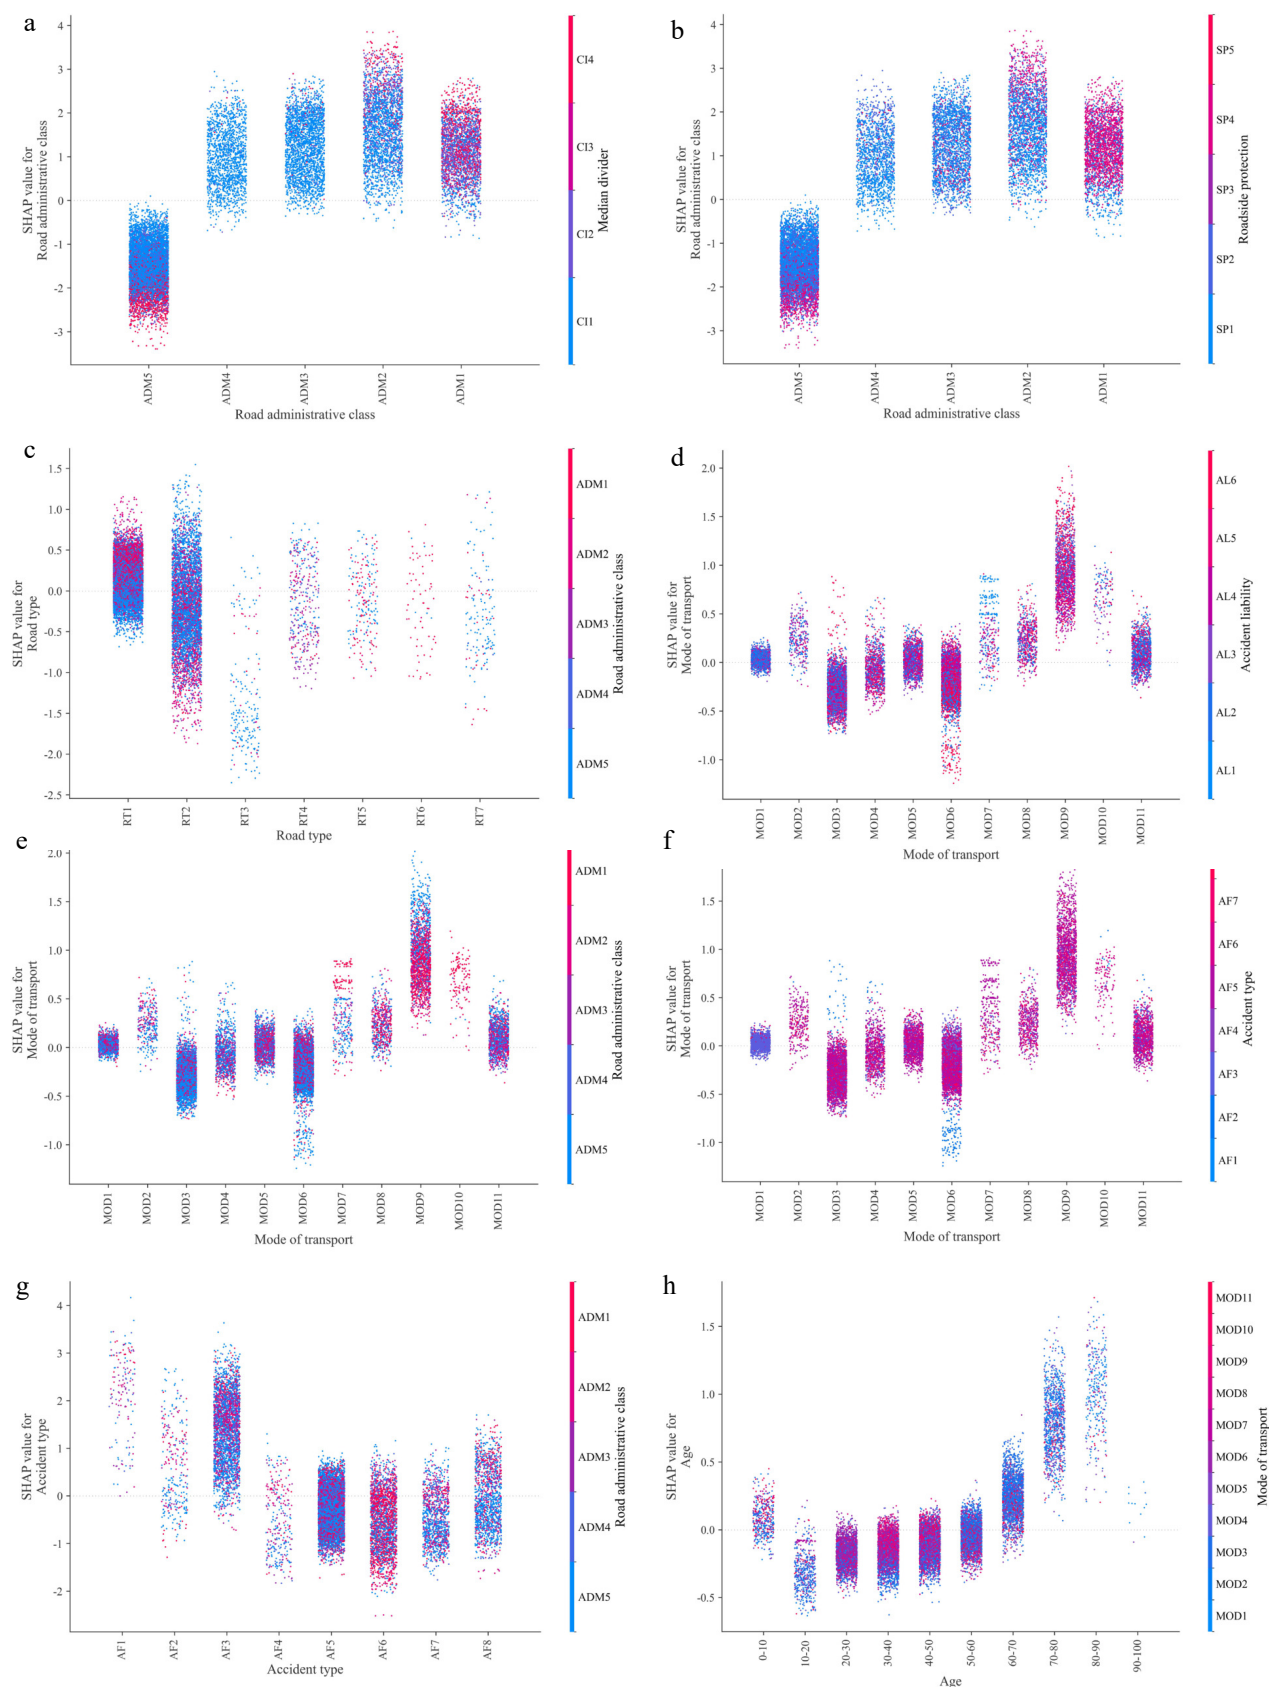 a
4
3
2
1
0
-1
-2
-3
SHAP value for
Road administrative class
ADM5
ADM4
ADM3
ADM2
ADM1
Road administrative class
CI4
CI3
CI2
CI1
Median divider
b
4
3
2
1
0
-1
-2
-3
SHAP value for
Road administrative class
ADM5
ADM4
ADM3
ADM2
ADM1
Road administrative class
SP5
SP4
SP3
SP2
SP1
Roadside protection
c
1.5
1.0
0.5
0.0
-0.5
-1.0
-1.5
-2.0
-2.5
SHAP value for
Road type
RT1
RT2
RT3
RT4
RT5
RT6
RT7
Road type
ADM1
ADM2
ADM3
ADM4
ADM5
Road administrative class
d
2.0
1.5
1.0
0.5
0.0
-0.5
-1.0
SHAP value for
Mode of transport
MOD1
MOD2
MOD3
MOD4
MOD5
MOD6
MOD7
MOD8
MOD9
MOD10
MOD11
Mode of transport
AL6
AL5
AL4
AL3
AL2
AL1
Accident liability
e
2.0
1.5
1.0
0.5
0.0
-0.5
-1.0
SHAP value for
Mode of transport
MOD1
MOD2
MOD3
MOD4
MOD5
MOD6
MOD7
MOD8
MOD9
MOD10
MOD11
Mode of transport
ADM1
ADM2
ADM3
ADM4
ADM5
Road administrative class
f
1.5
1.0
0.5
0.0
-0.5
-1.0
SHAP value for
Mode of transport
MOD1
MOD2
MOD3
MOD4
MOD5
MOD6
MOD7
MOD8
MOD9
MOD10
MOD11
Mode of transport
AF7
AF6
AF5
AF4
AF3
AF2
AF1
Accident type
g
4
3
2
1
0
-1
-2
SHAP value for
Accident type
AF1
AF2
AF3
AF4
AF5
AF6
AF7
AF8
Accident type
ADM1
ADM2
ADM3
ADM4
ADM5
Road administrative class
h
1.5
1.0
0.5
0.0
-0.5
SHAP value for
Age
0-10
10-20
20-30
30-40
40-50
50-60
60-70
70-80
80-90
90-100
Age
MOD11
MOD10
MOD9
MOD8
MOD7
MOD6
MOD5
MOD4
MOD3
MOD2
MOD1
Mode of transport